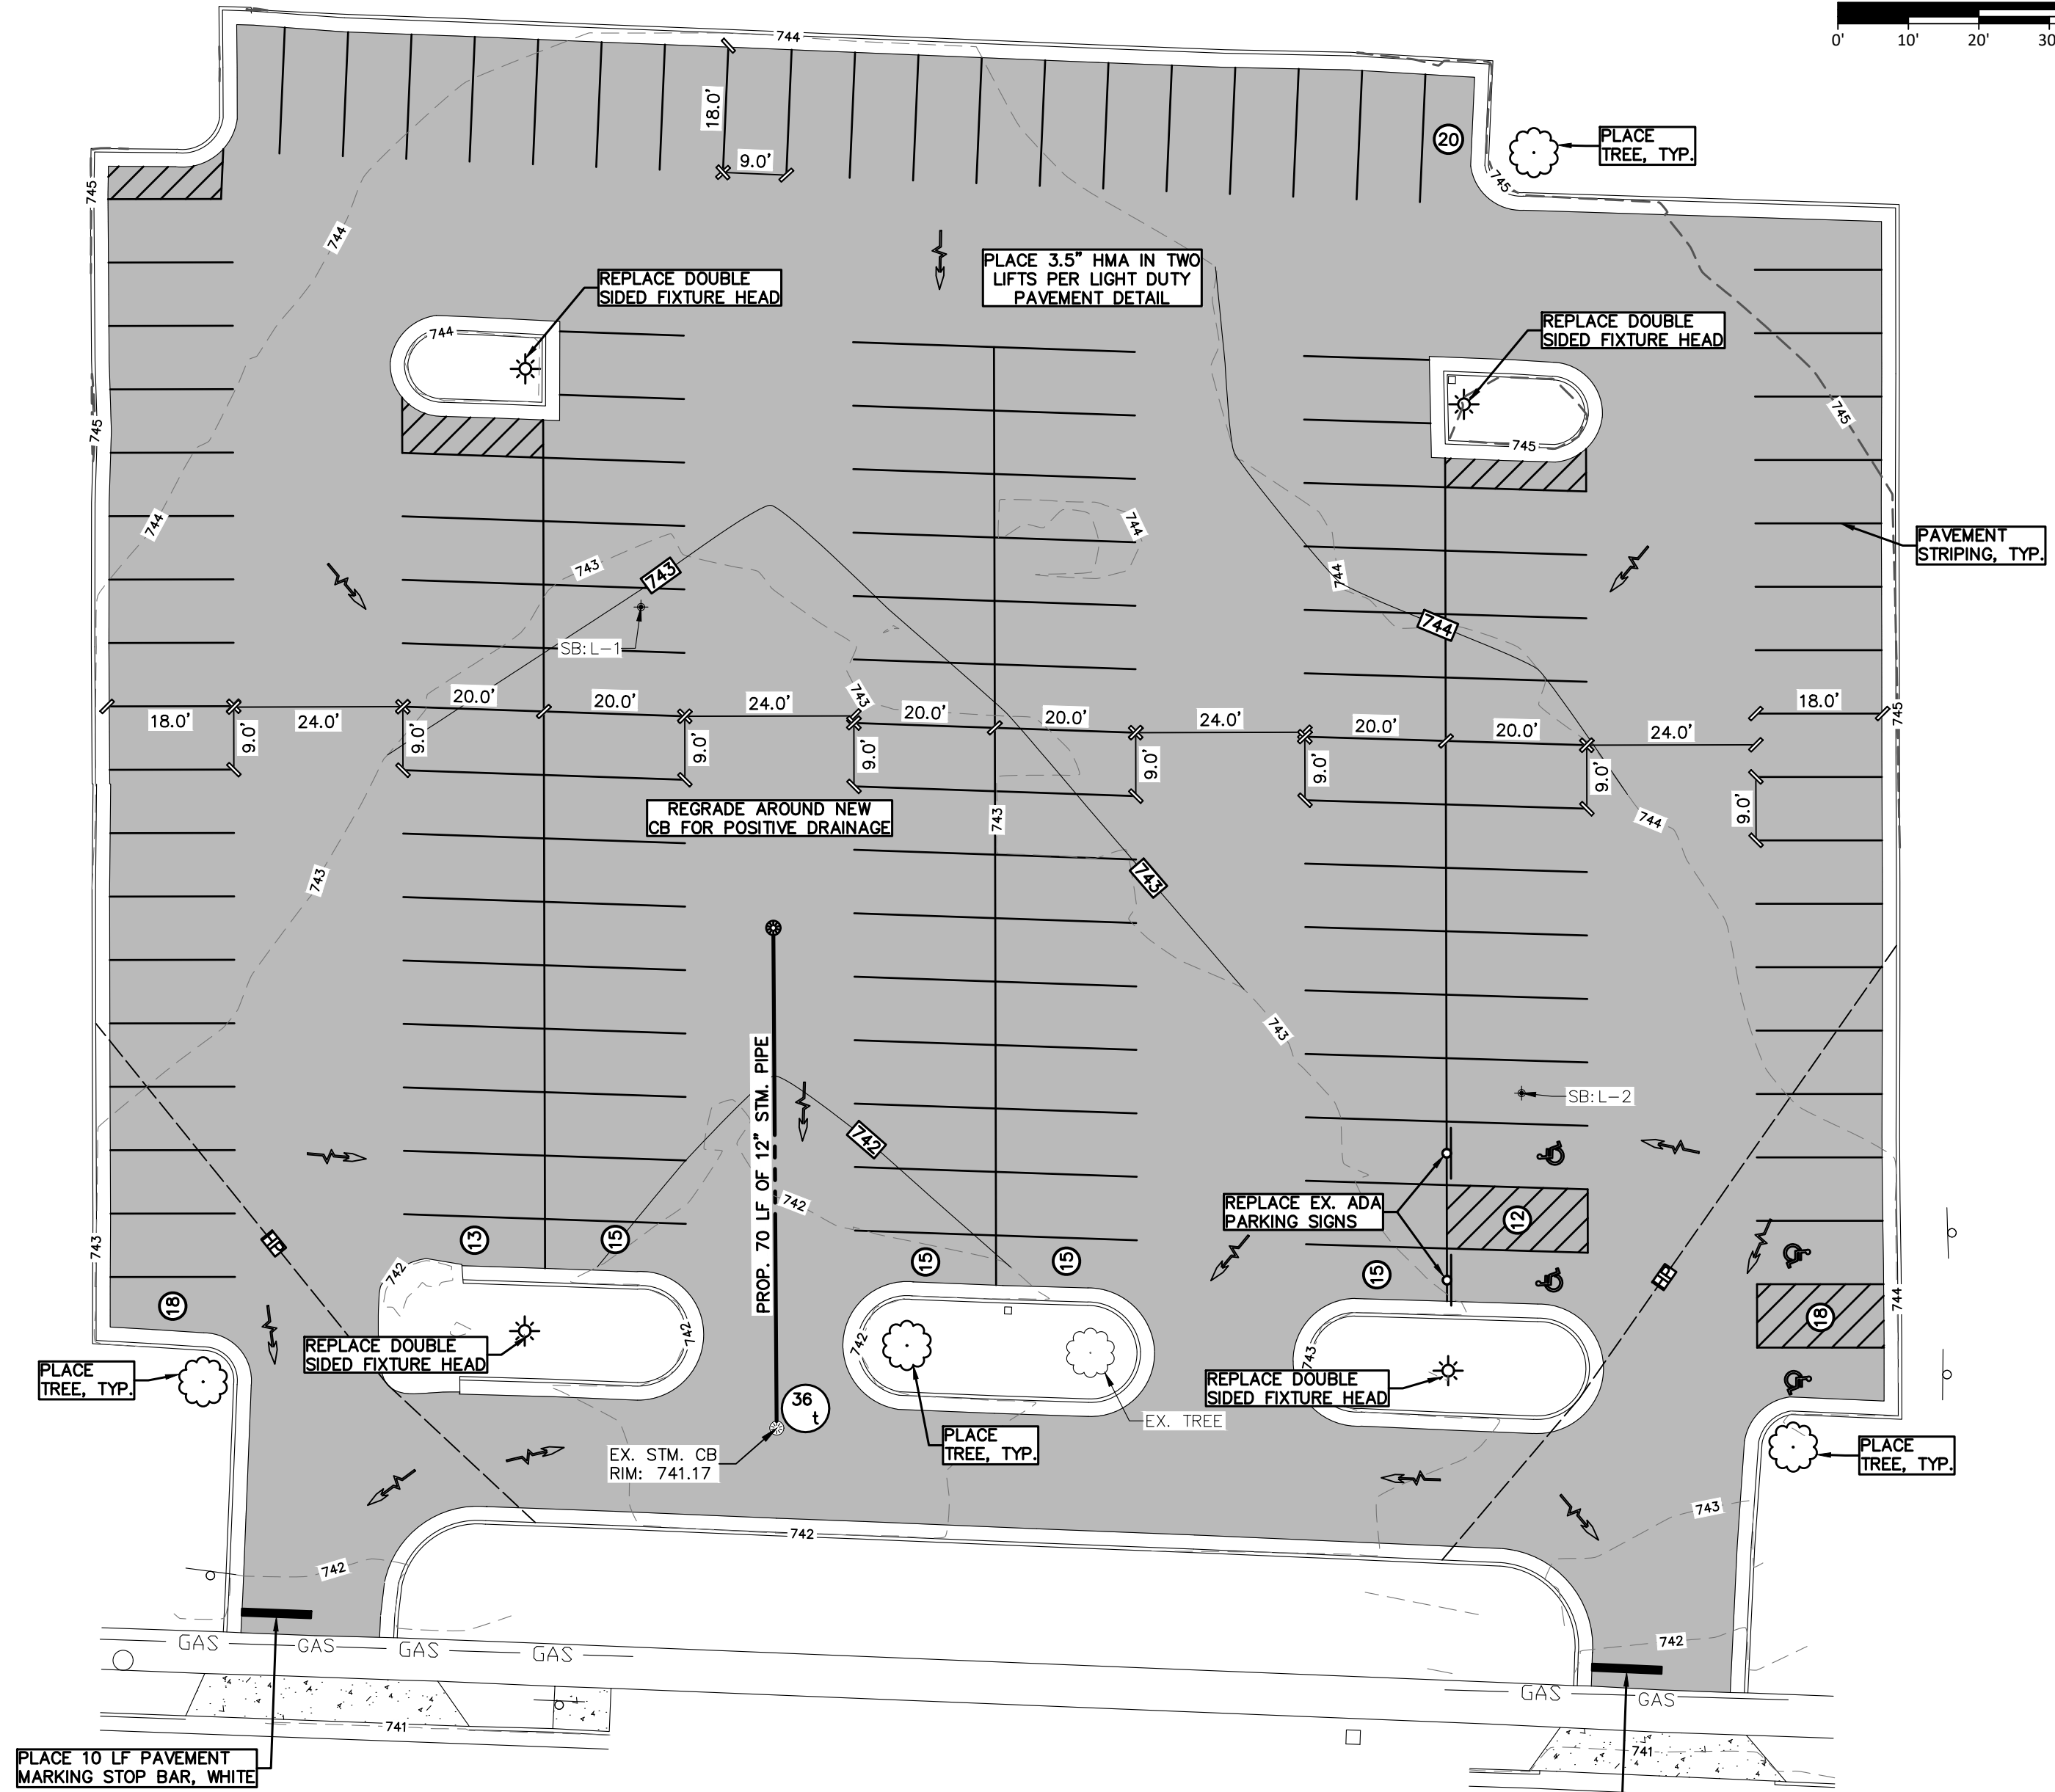 0' 10' 20' 30
744
18.0'
9.0'
20
PLACE
TREE, TYP.
745
745
744
PLACE 3.5" HMA IN TWO
LIFTS PER LIGHT DUTY
PAVEMENT DETAIL
REPLACE DOUBLE
SIDED FIXTURE HEAD
REPLACE DOUBLE
SIDED FIXTURE HEAD
744
745
745
745
744
744
PAVEMENT
STRIPING, TYP.
743
743
744
744
SB:L-1
743
18.0'
9.0'
24.0'
9.0'
20.0'
20.0'
9.0'
24.0'
9.0'
20.0'
20.0'
9.0'
24.0'
9.0'
20.0'
20.0'
9.0'
24.0'
18.0'
9.0'
745
REGRADE AROUND NEW
CB FOR POSITIVE DRAINAGE
743
744
743
743
743
PROP. 70 LF OF 12" STM. PIPE
SB:L-2
742
742
REPLACE EX. ADA
PARKING SIGNS
12
743
13
15
15
15
15
18
18
744
742
742
742
743
REPLACE DOUBLE
SIDED FIXTURE HEAD
PLACE
TREE, TYP.
36
t
REPLACE DOUBLE
SIDED FIXTURE HEAD
EX. TREE
PLACE
TREE, TYP.
PLACE
TREE, TYP.
EX. STM. CB
RIM: 741.17
743
742
742
742
GAS GAS GAS GAS
GAS GAS
741
741
PLACE 10 LF PAVEMENT
MARKING STOP BAR, WHITE